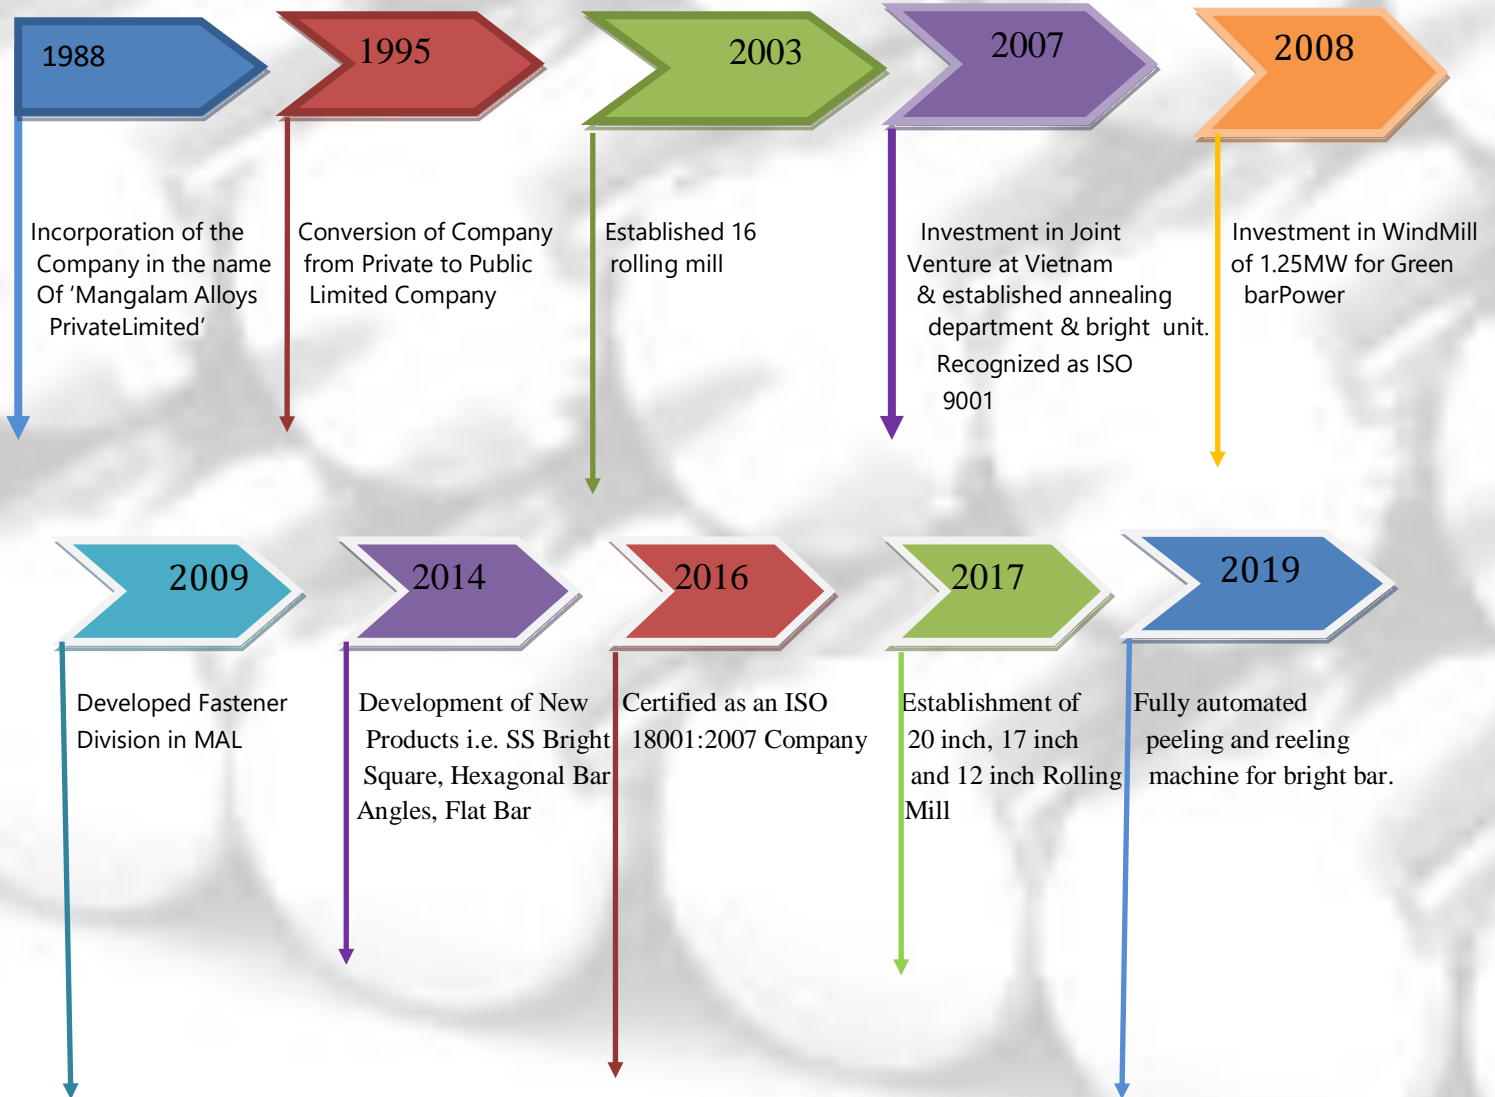 1988
Incorporation of the
Company in the name
Of ‘Mangalam Alloys
PrivateLimited’
1995
Conversion of Company
from Private to Public
Limited Company
2003
Established 16
rolling mill
2007
Investment in Joint
Venture at Vietnam
& established annealing
department & bright unit.
Recognized as ISO
9001
2008
Investment in WindMill
of 1.25MW for Green
barPower
2009
Developed Fastener
Division in MAL
2014
Development of New
Products i.e. SS Bright
Square, Hexagonal Bar
Angles, Flat Bar
2016
Certified as an ISO
18001:2007 Company
2017
Establishment of
20 inch, 17 inch
and 12 inch Rolling
Mill
2019
Fully automated
peeling and reeling
machine for bright bar.